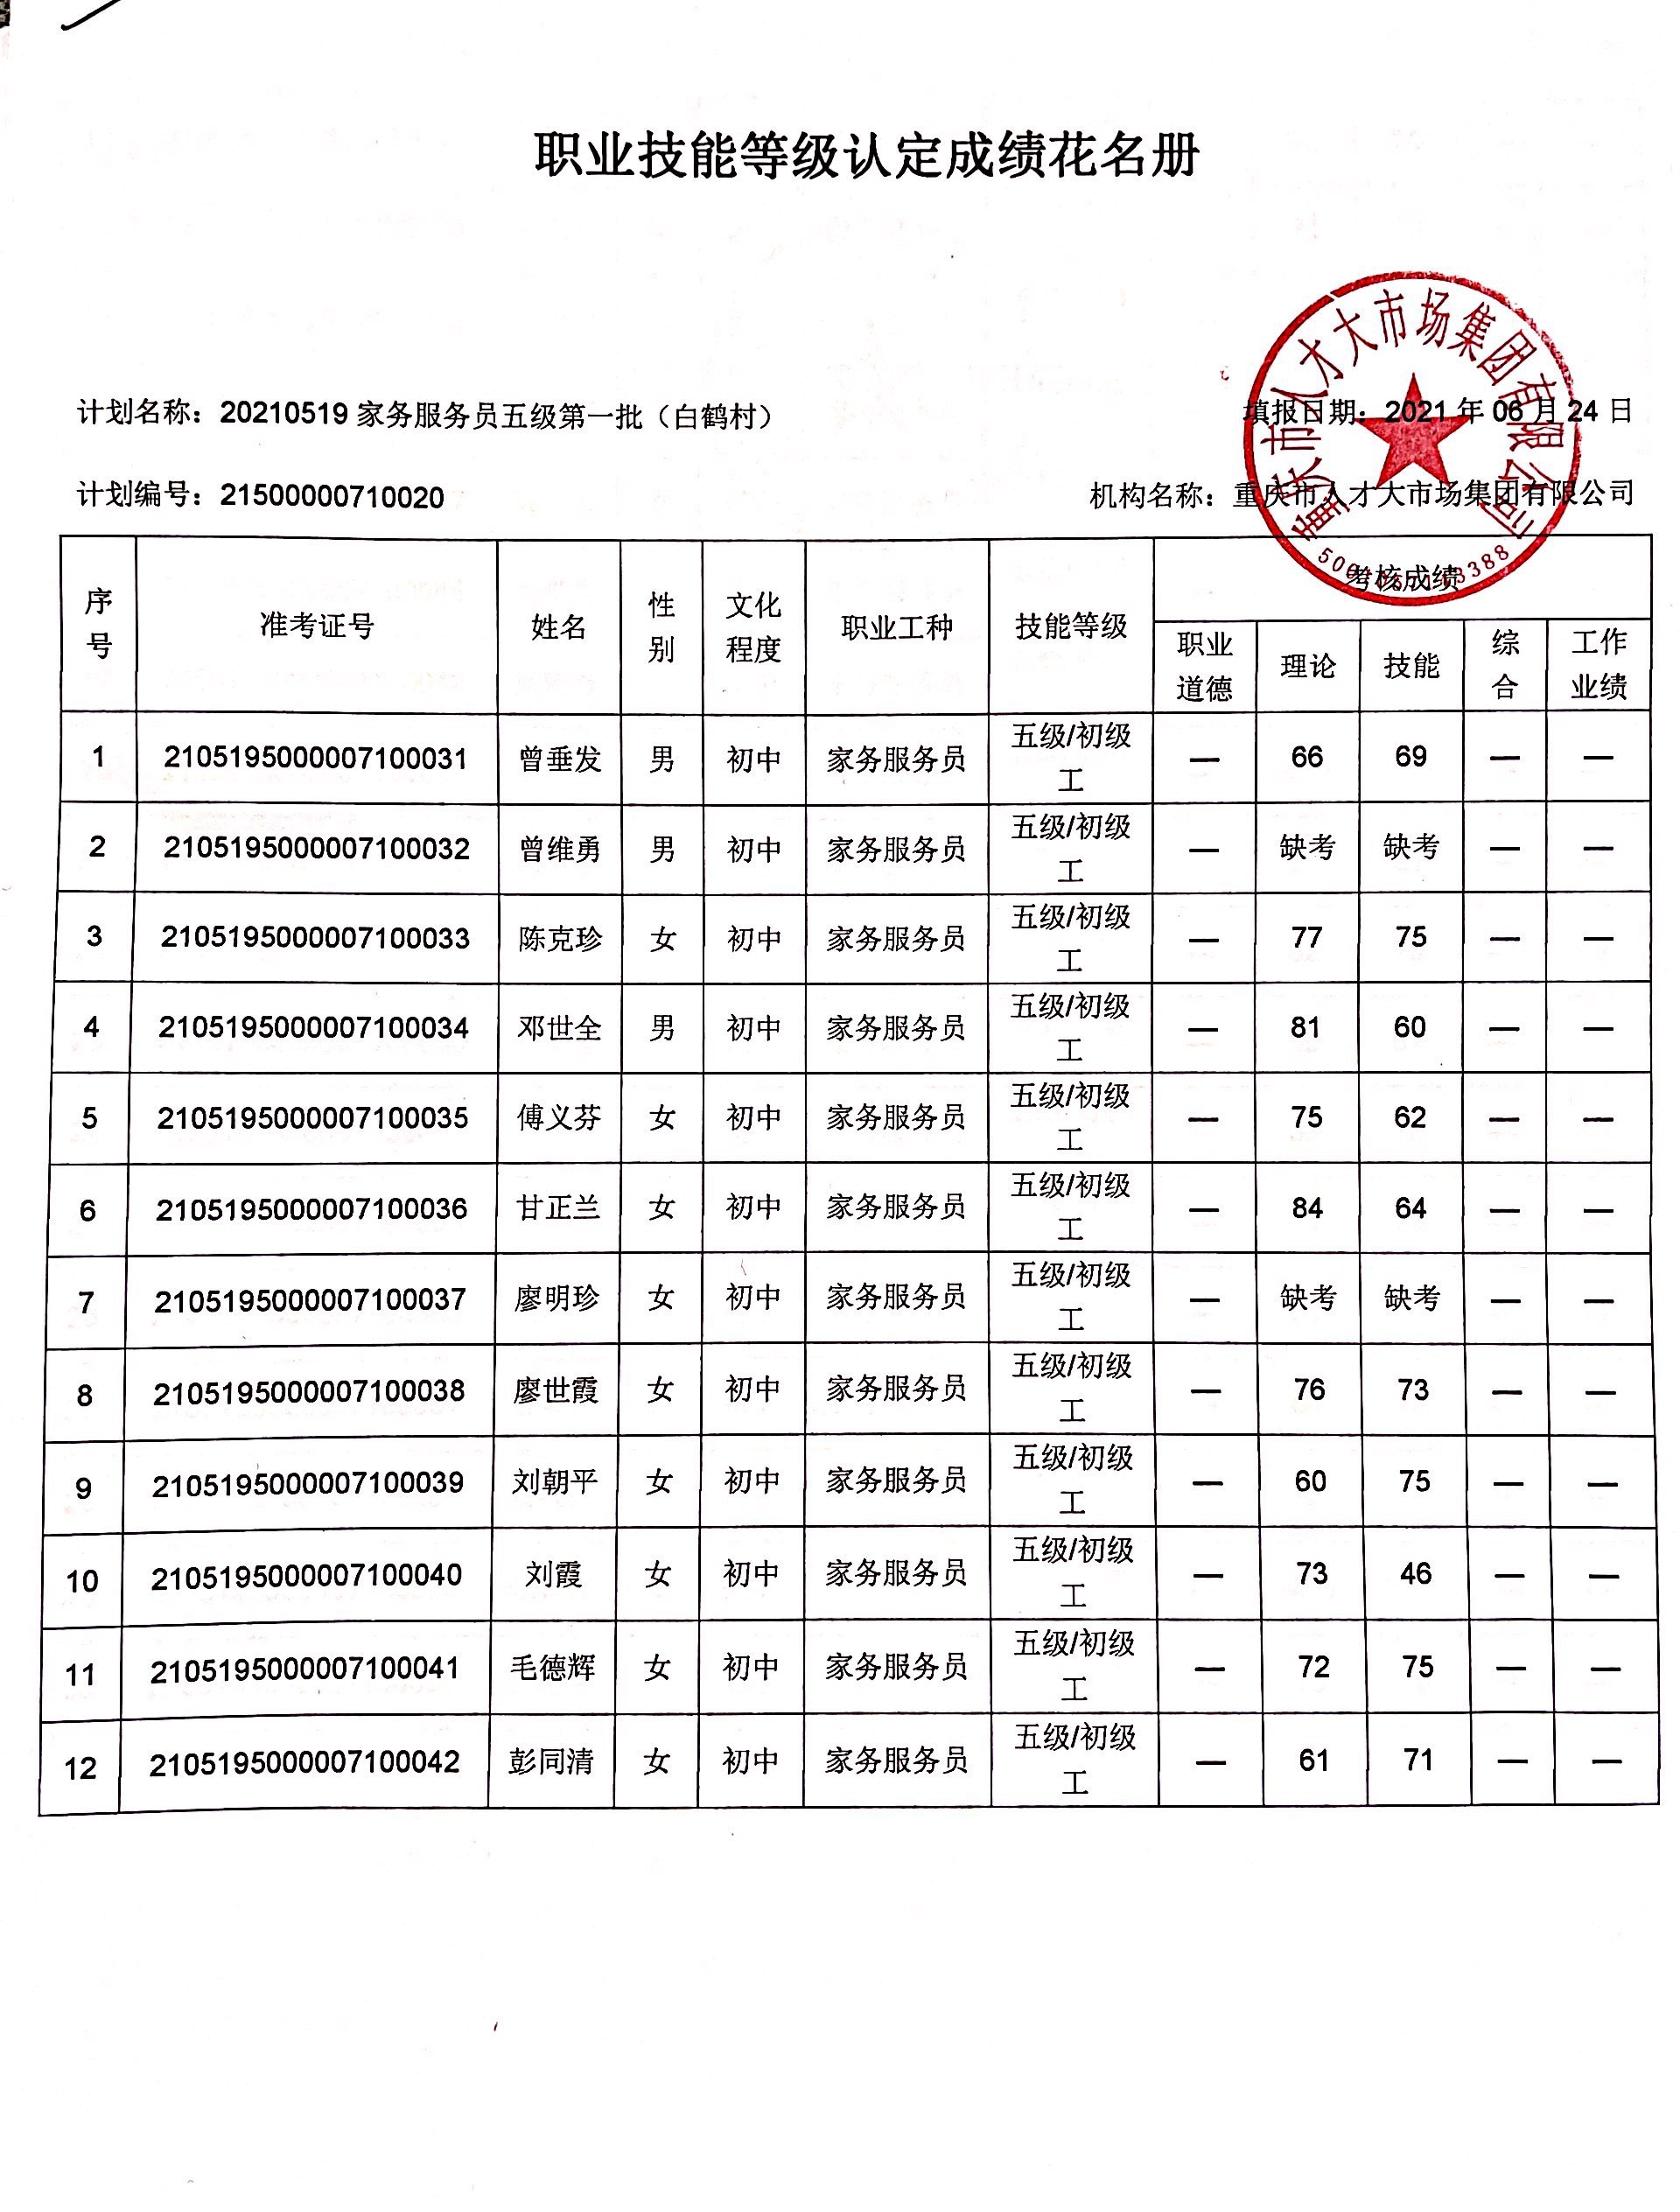 职业技能等级认定成绩花名册
重庆市人才大市场集团有限公司
计划名称：20210519 家务服务员五级第一批（白鹤村）
填报日期：2021 年 06 月 24 日
计划编号：21500000710020
机构名称：重庆市人才大市场集团有限公司
序号 准考证号 姓名 性别 文化程度 职业工种 技能等级 考核成绩
职业道德 理论 技能 综合 工作业绩
1 2105195000007100031 曾垂发 男 初中 家务服务员 五级/初级工 — 66 69 — —
2 2105195000007100032 曾维勇 男 初中 家务服务员 五级/初级工 — 缺考 缺考 — —
3 2105195000007100033 陈克珍 女 初中 家务服务员 五级/初级工 — 77 75 — —
4 2105195000007100034 邓世全 男 初中 家务服务员 五级/初级工 — 81 60 — —
5 2105195000007100035 傅义芬 女 初中 家务服务员 五级/初级工 — 75 62 — —
6 2105195000007100036 甘正兰 女 初中 家务服务员 五级/初级工 — 84 64 — —
7 2105195000007100037 廖明珍 女 初中 家务服务员 五级/初级工 — 缺考 缺考 — —
8 2105195000007100038 廖世霞 女 初中 家务服务员 五级/初级工 — 76 73 — —
9 2105195000007100039 刘朝平 女 初中 家务服务员 五级/初级工 — 60 75 — —
10 2105195000007100040 刘霞 女 初中 家务服务员 五级/初级工 — 73 46 — —
11 2105195000007100041 毛德辉 女 初中 家务服务员 五级/初级工 — 72 75 — —
12 2105195000007100042 彭同清 女 初中 家务服务员 五级/初级工 — 61 71 — —